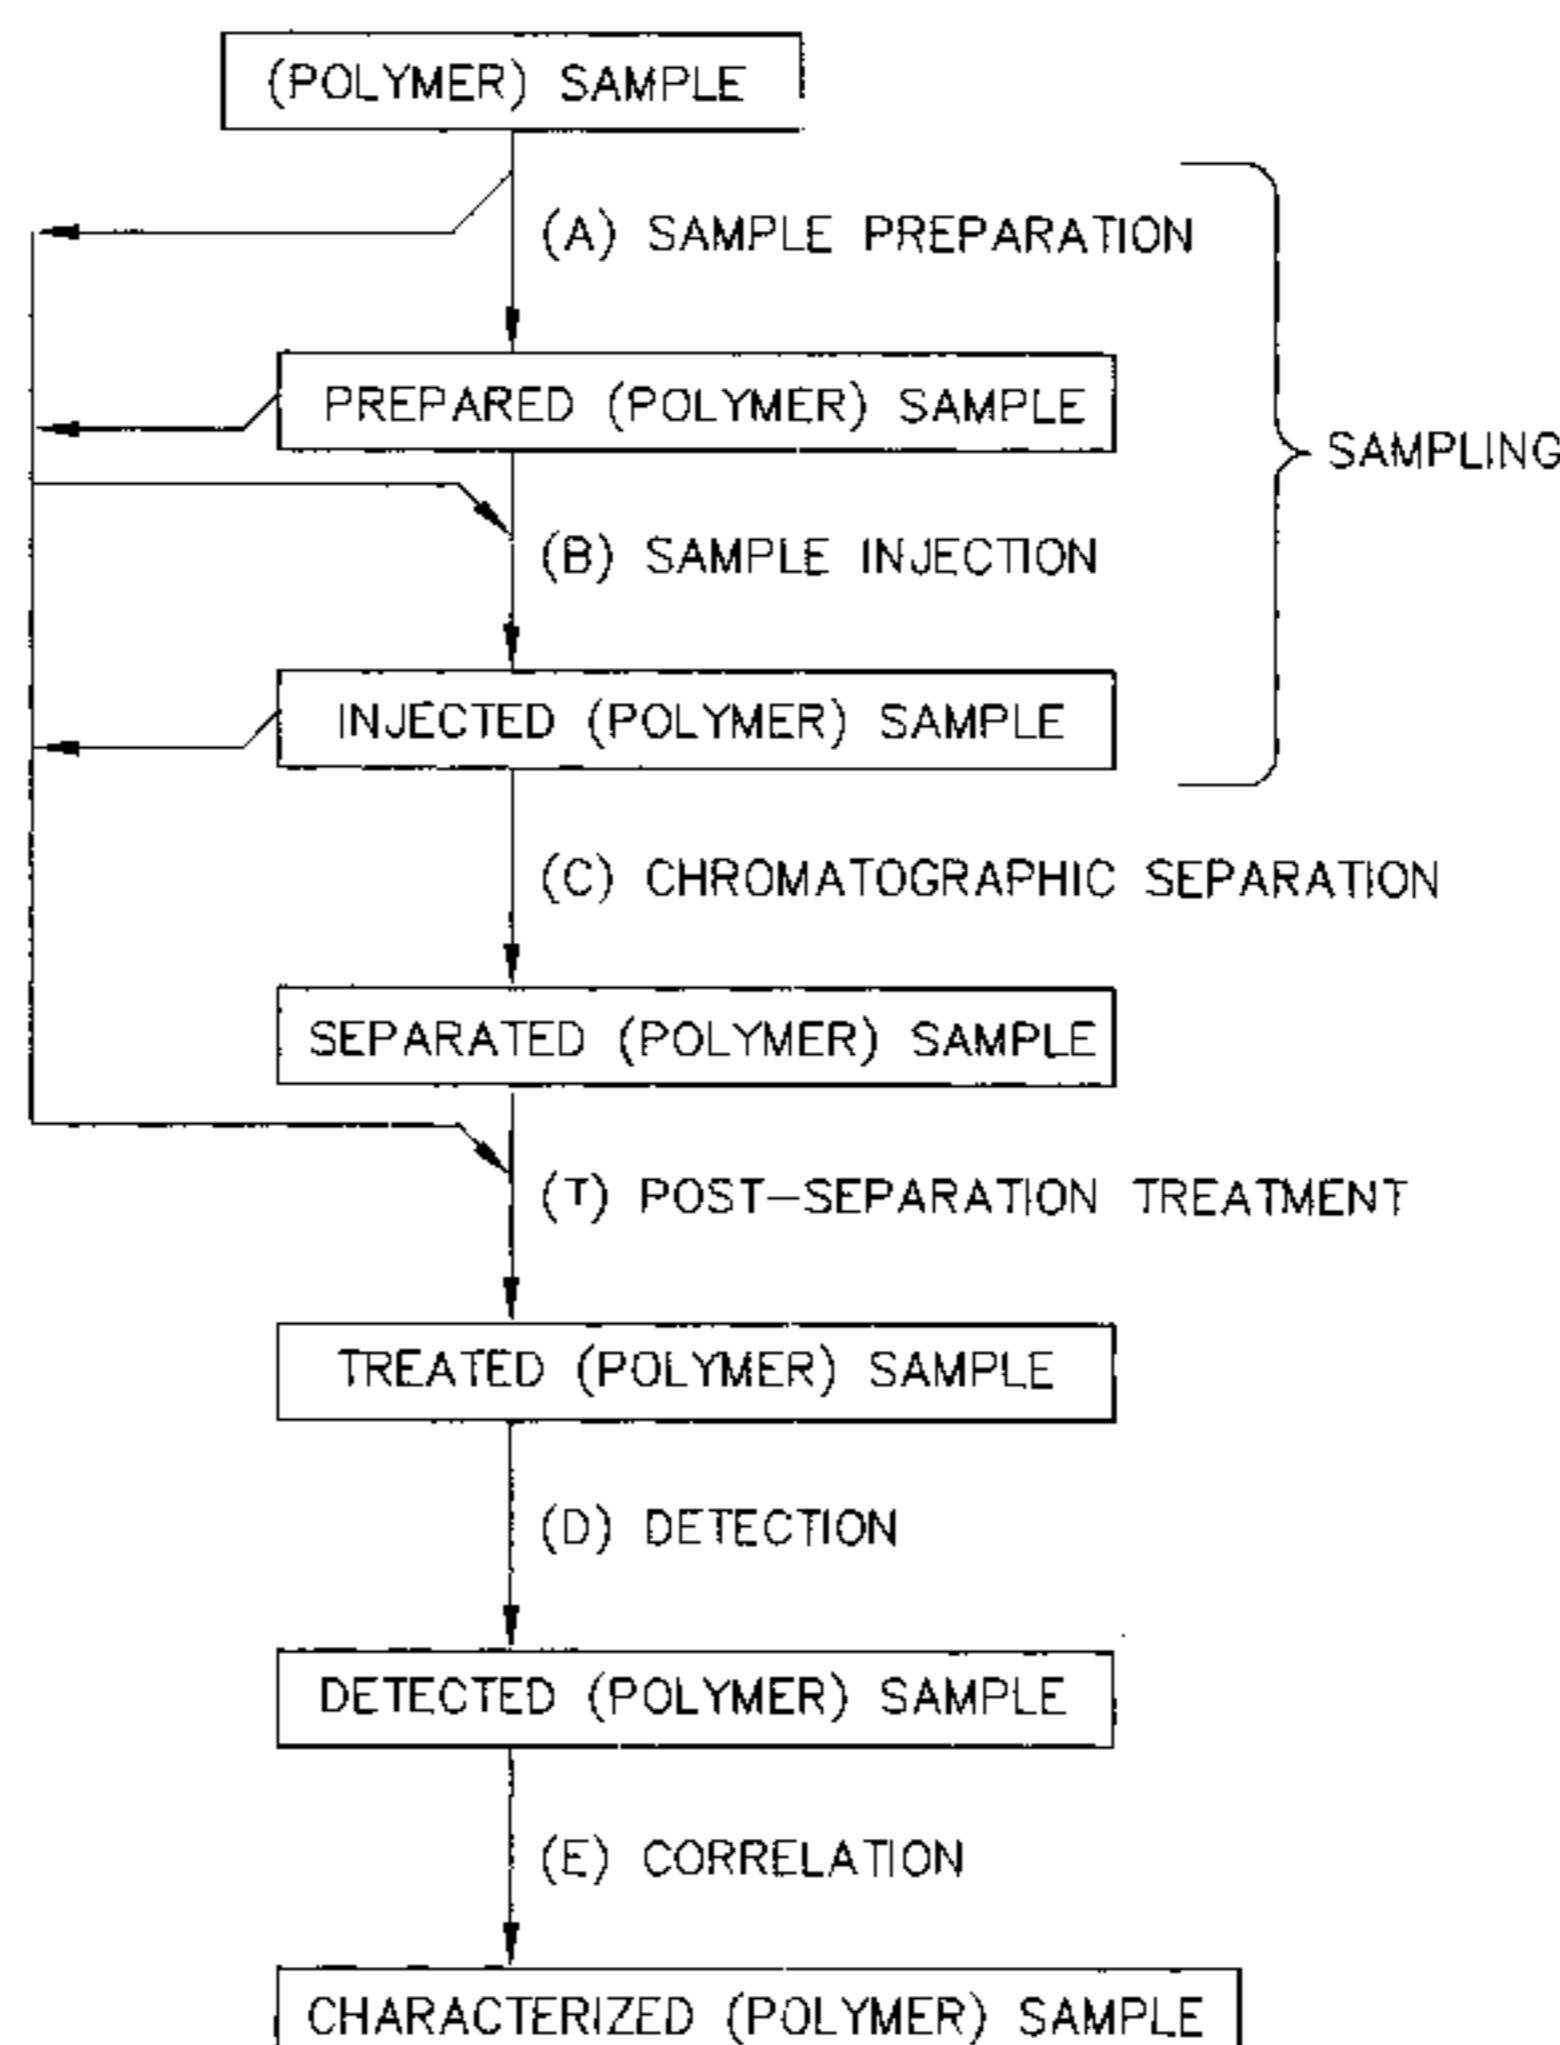 (POLYMER) SAMPLE
(A) SAMPLE PREPARATION
PREPARED (POLYMER) SAMPLE
SAMPLING
(B) SAMPLE INJECTION
INJECTED (POLYMER) SAMPLE
(C) CHROMATOGRAPHIC SEPARATION
SEPARATED (POLYMER) SAMPLE
(T) POST-SEPARATION TREATMENT
TREATED (POLYMER) SAMPLE
(D) DETECTION
DETECTED (POLYMER) SAMPLE
(E) CORRELATION
CHARACTERIZED (POLYMER) SAMPLE